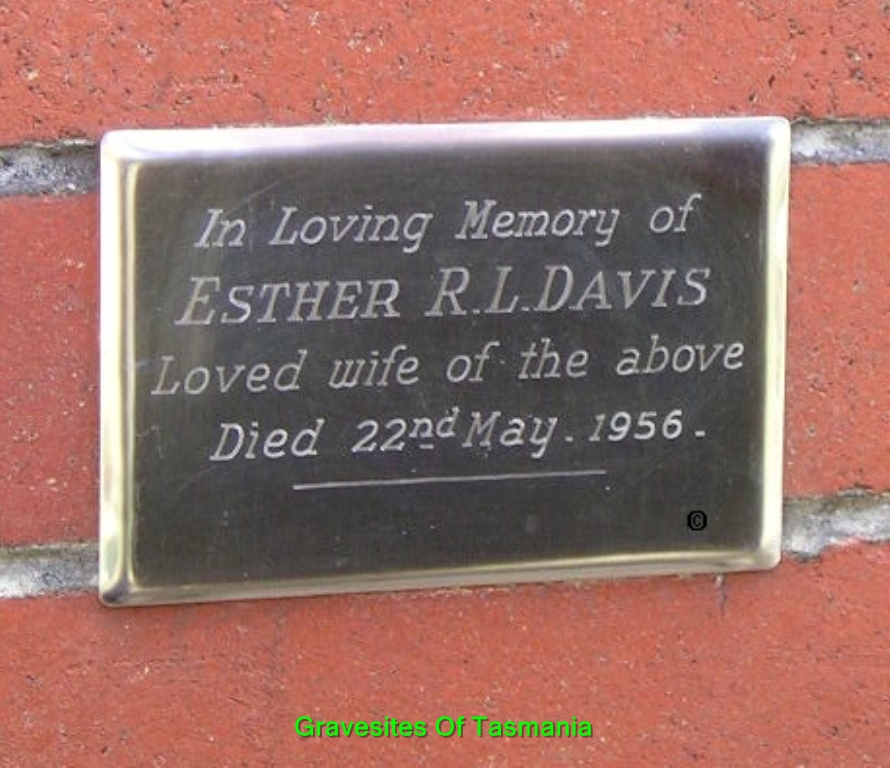 In Loving Memory of
ESTHER R.L.DAVIS
Loved wife of the above
Died 22nd May. 1956.
©
Gravesites Of Tasmania